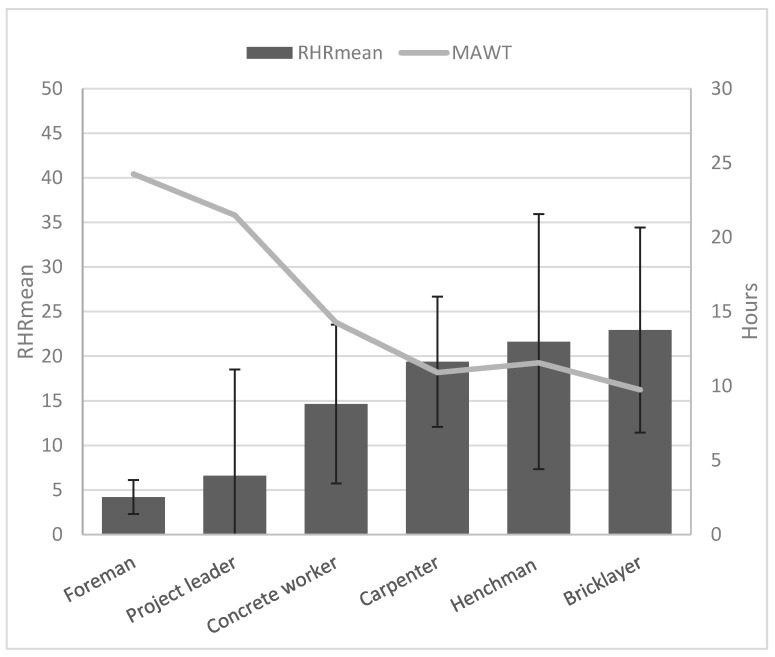 RHRmean MAWT
50 30
45
40 25
35
30 20
25 15
20
15 10
10
5 5
0 0
RHRmean
Hours
Foreman
Project leader
Concrete worker
Carpenter
Henchman
Bricklayer